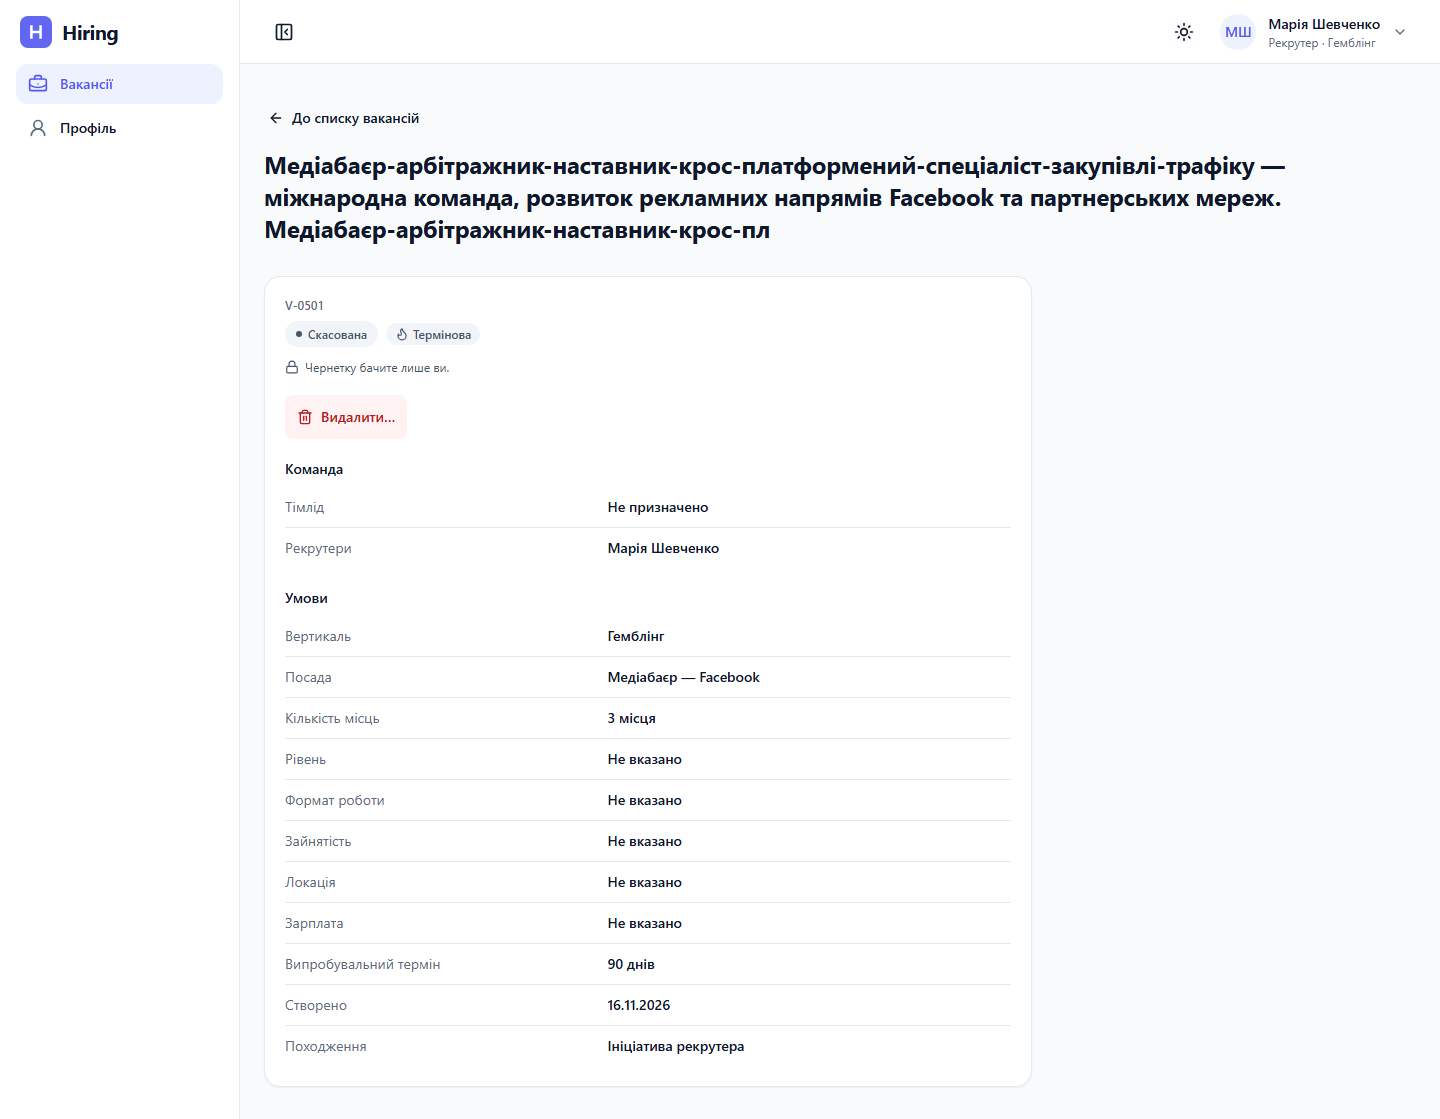 H Hiring
Марія Шевченко
МШ
Рекрутер · Гемблінг
Вакансії
Профіль
До списку вакансій
Медіабаєр-арбітражник-наставник-крос-платформений-спеціаліст-закупівлі-трафіку —
міжнародна команда, розвиток рекламних напрямів Facebook та партнерських мереж.
Медіабаєр-арбітражник-наставник-крос-пл
V-0501
Скасована Термінова
Чернетку бачите лише ви.
Видалити...
Команда
Тімлід Не призначено
Рекрутери Марія Шевченко
Умови
Вертикаль Гемблінг
Посада Медіабаєр — Facebook
Кількість місць 3 місця
Рівень Не вказано
Формат роботи Не вказано
Зайнятість Не вказано
Локація Не вказано
Зарплата Не вказано
Випробувальний термін 90 днів
Створено 16.11.2026
Походження Ініціатива рекрутера